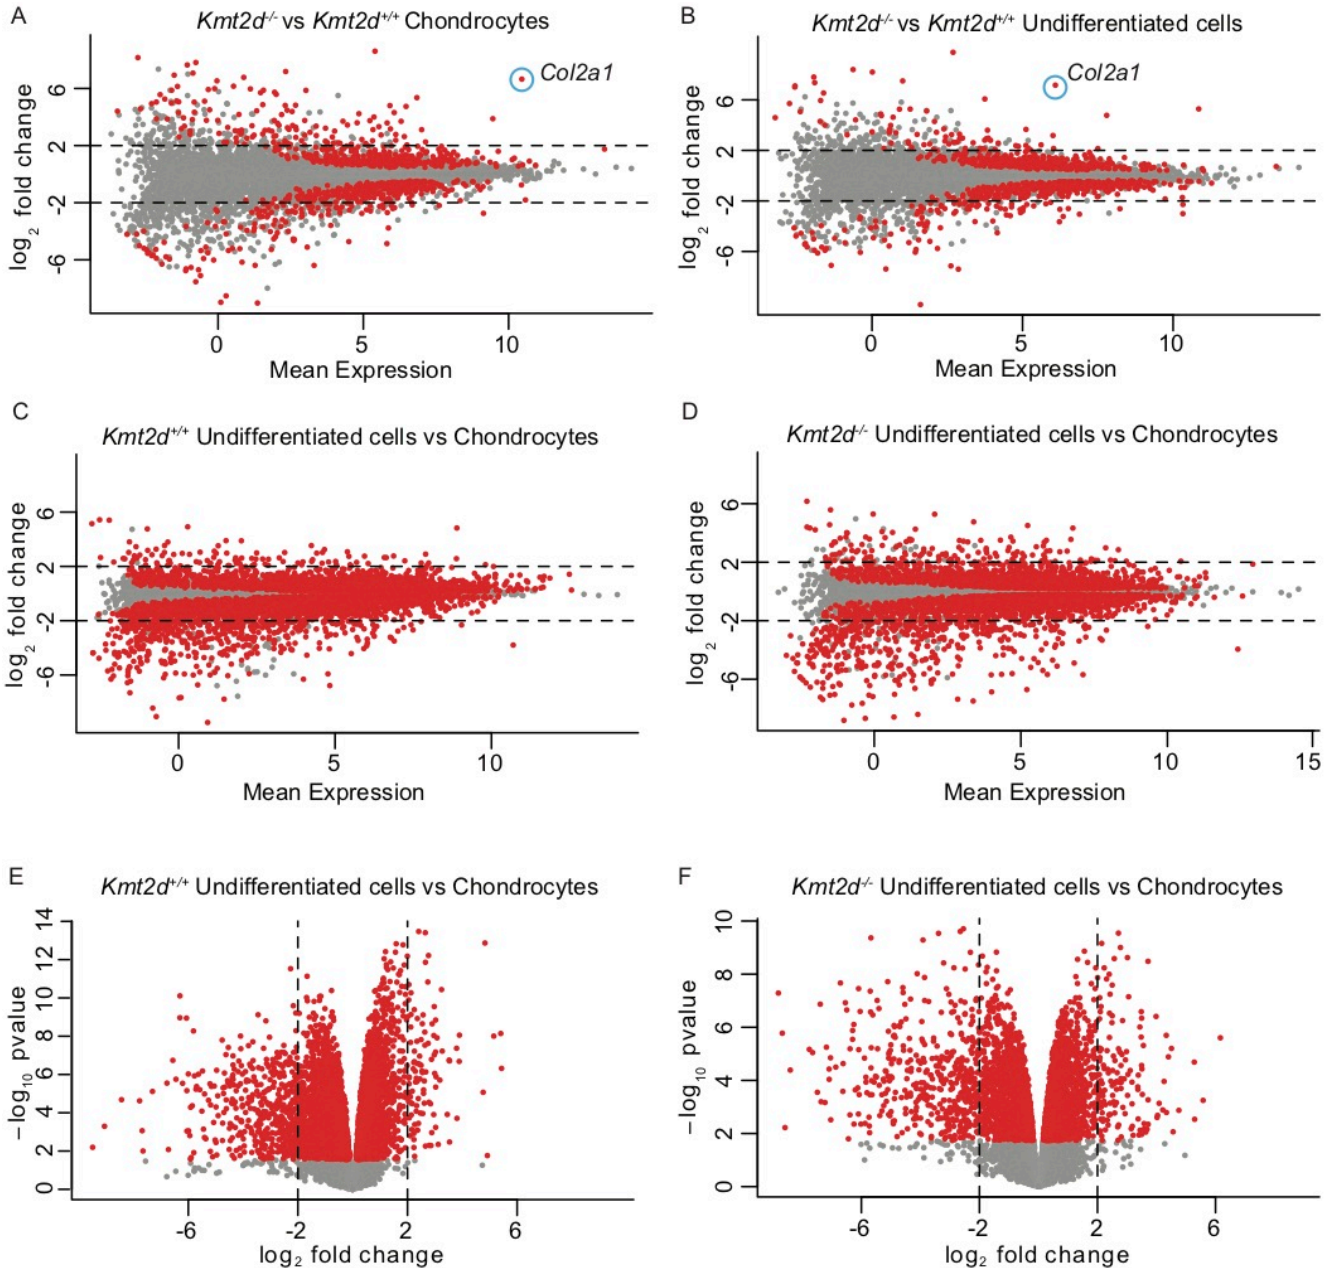 A
Kmt2d-/- vs Kmt2d+/+ Chondrocytes
log2 fold change
6
2
-2
-6
Col2a1
0 5 10
Mean Expression
B
Kmt2d-/- vs Kmt2d+/+ Undifferentiated cells
log2 fold change
6
2
-2
-6
Col2a1
0 5 10
Mean Expression
C
Kmt2d+/+ Undifferentiated cells vs Chondrocytes
log2 fold change
6
2
-2
-6
0 5 10
Mean Expression
D
Kmt2d-/- Undifferentiated cells vs Chondrocytes
log2 fold change
6
2
-2
-6
0 5 10 15
Mean Expression
E
Kmt2d+/+ Undifferentiated cells vs Chondrocytes
−log10 pvalue
14
12
10
8
6
4
2
0
-6 -2 2 6
log2 fold change
F
Kmt2d-/- Undifferentiated cells vs Chondrocytes
−log10 pvalue
10
8
6
4
2
0
-6 -2 2 6
log2 fold change